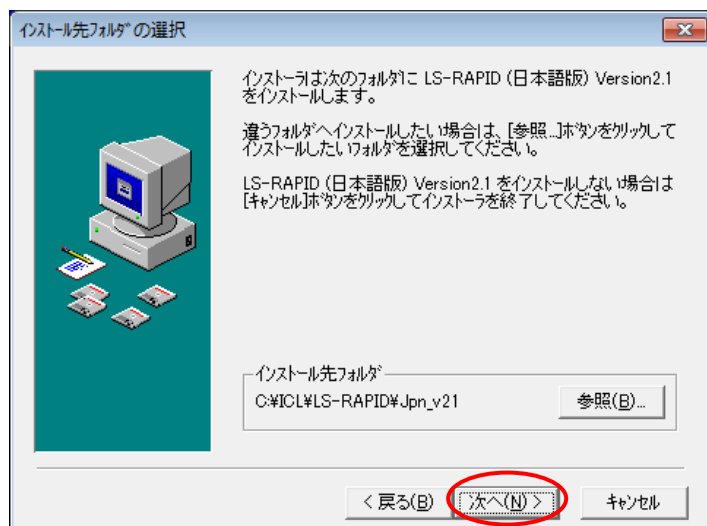 インストール先フォルダの選択
インストーラは次のフォルダに LS-RAPID (日本語版) Version2.1
をインストールします。
違うフォルダへインストールしたい場合は、[参照...]ボタンをクリックして
インストールしたいフォルダを選択してください。
LS-RAPID (日本語版) Version2.1 をインストールしない場合は
[キャンセル]ボタンをクリックしてインストーラを終了してください。
インストール先フォルダ
C:¥ICL¥LS-RAPID¥Jpn_v21
参照(B)...
< 戻る(B)
次へ(N) >
キャンセル